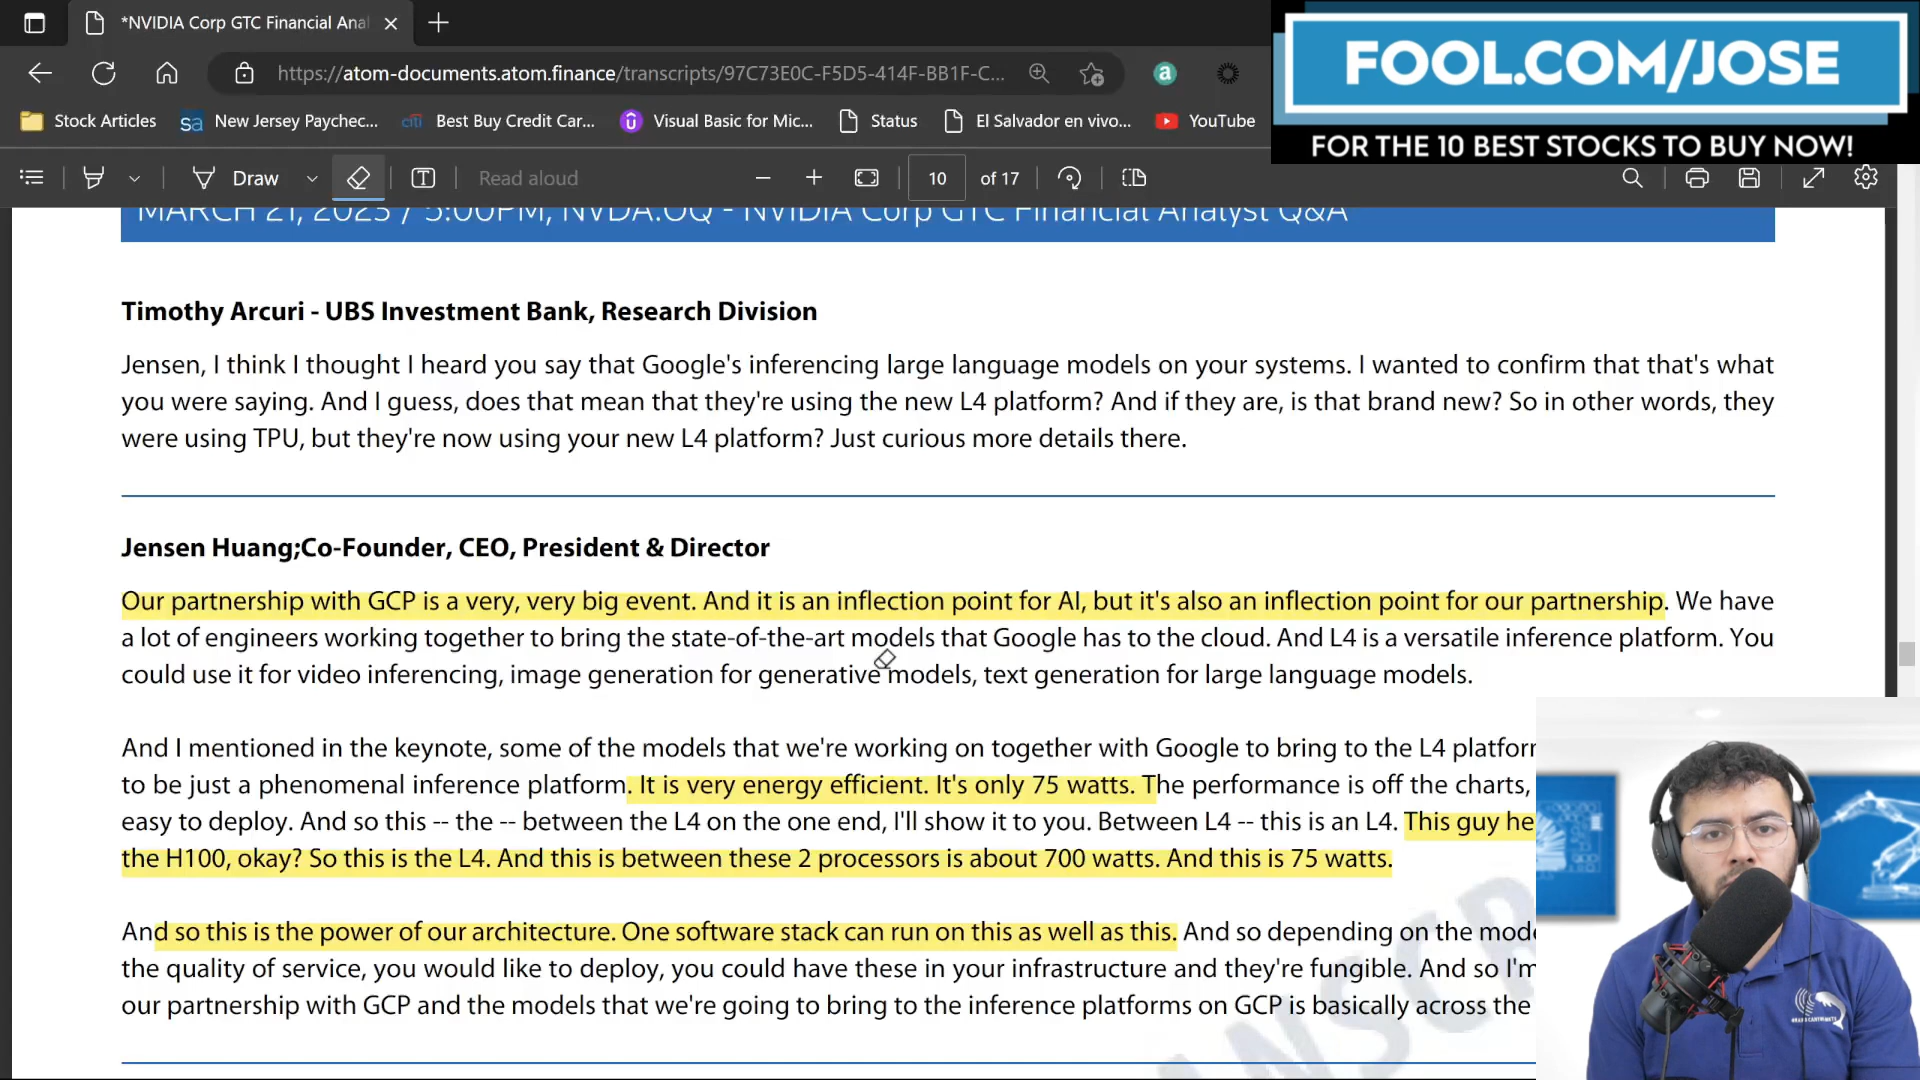 *NVIDIA Corp GTC Financial Ana
FOOL.COM/JOSE
FOR THE 10 BEST STOCKS TO BUY NOW!
https://atom-documents.atom.finance/transcripts/97C73E0C-F5D5-414F-BB1F-C...
a
Stock Articles
sa New Jersey Paychec...
citi Best Buy Credit Car...
Visual Basic for Mic...
Status
El Salvador en vivo...
YouTube
Draw
Read aloud
10 of 17
MARCH 21, 2023 / 5:00PM, NVDA.OQ - NVIDIA Corp GTC Financial Analyst Q&A
Timothy Arcuri - UBS Investment Bank, Research Division
Jensen, I think I thought I heard you say that Google's inferencing large language models on your systems. I wanted to confirm that that's what
you were saying. And I guess, does that mean that they're using the new L4 platform? And if they are, is that brand new? So in other words, they
were using TPU, but they're now using your new L4 platform? Just curious more details there.
Jensen Huang;Co-Founder, CEO, President & Director
Our partnership with GCP is a very, very big event. And it is an inflection point for AI, but it's also an inflection point for our partnership. We have
a lot of engineers working together to bring the state-of-the-art models that Google has to the cloud. And L4 is a versatile inference platform. You
could use it for video inferencing, image generation for generative models, text generation for large language models.
And I mentioned in the keynote, some of the models that we're working on together with Google to bring to the L4 platform
to be just a phenomenal inference platform. It is very energy efficient. It's only 75 watts. The performance is off the charts,
easy to deploy. And so this -- the -- between the L4 on the one end, I'll show it to you. Between L4 -- this is an L4. This guy he
the H100, okay? So this is the L4. And this is between these 2 processors is about 700 watts. And this is 75 watts.
And so this is the power of our architecture. One software stack can run on this as well as this. And so depending on the mod
the quality of service, you would like to deploy, you could have these in your infrastructure and they're fungible. And so I'm
our partnership with GCP and the models that we're going to bring to the inference platforms on GCP is basically across the